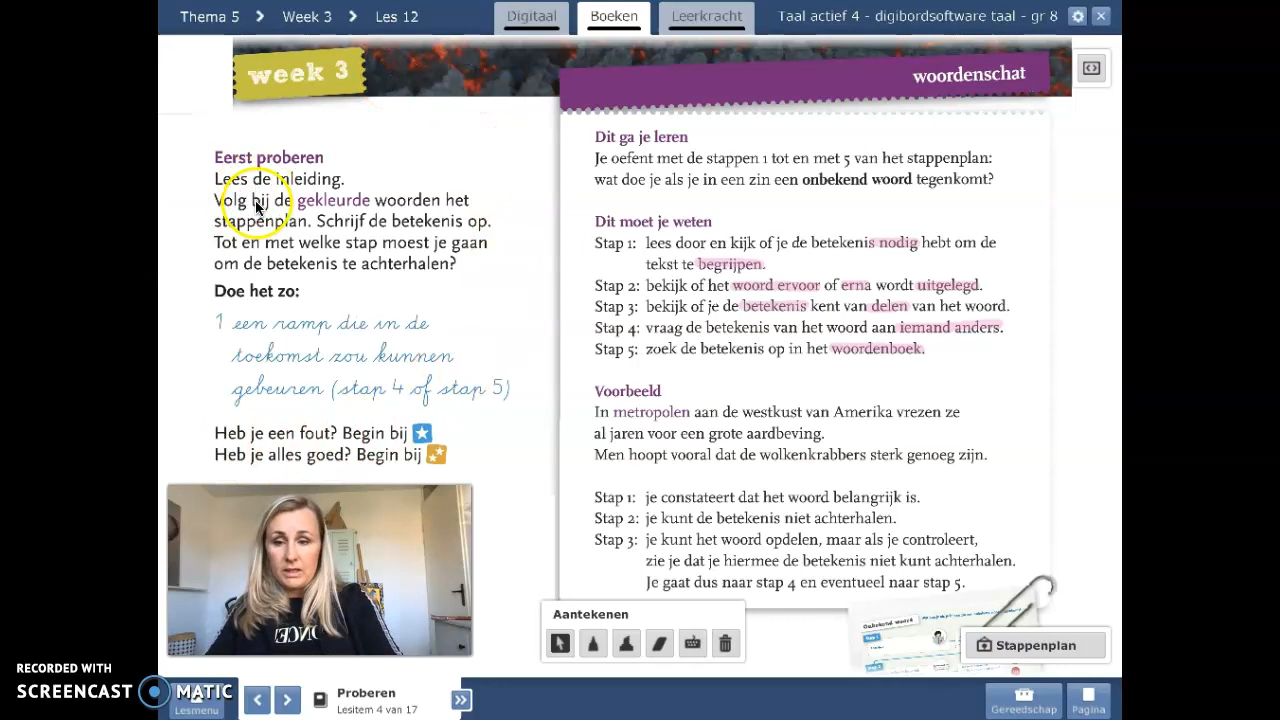 Thema 5 Week 3 Les 12
Digitaal Boeken Leerkracht
Taal actief 4 - digibordsoftware taal - gr 8
week 3
woordenschat
Eerst proberen
Lees de inleiding.
Volg bij de gekleurde woorden het
stappenplan. Schrijf de betekenis op.
Tot en met welke stap moest je gaan
om de betekenis te achterhalen?
Doe het zo:
1 een ramp die in de
toekomst zou kunnen
gebeuren (stap 4 of stap 5)
Heb je een fout? Begin bij
Heb je alles goed? Begin bij
Dit ga je leren
Je oefent met de stappen 1 tot en met 5 van het stappenplan:
wat doe je als je in een zin een onbekend woord tegenkomt?
Dit moet je weten
Stap 1: lees door en kijk of je de betekenis nodig hebt om de
tekst te begrijpen.
Stap 2: bekijk of het woord ervoor of erna wordt uitgelegd.
Stap 3: bekijk of je de betekenis kent van delen van het woord.
Stap 4: vraag de betekenis van het woord aan iemand anders.
Stap 5: zoek de betekenis op in het woordenboek.
Voorbeeld
In metropolen aan de westkust van Amerika vrezen ze
al jaren voor een grote aardbeving.
Men hoopt vooral dat de wolkenkrabbers sterk genoeg zijn.
Stap 1: je constateert dat het woord belangrijk is.
Stap 2: je kunt de betekenis niet achterhalen.
Stap 3: je kunt het woord opdelen, maar als je controleert,
zie je dat je hiermee de betekenis niet kunt achterhalen.
Je gaat dus naar stap 4 en eventueel naar stap 5.
Aantekenen
Onbekend woord
Stappenplan
RECORDED WITH
SCREENCAST MATIC
Lesmenu
Proberen
Lesitem 4 van 17
Gereedschap
Pagina